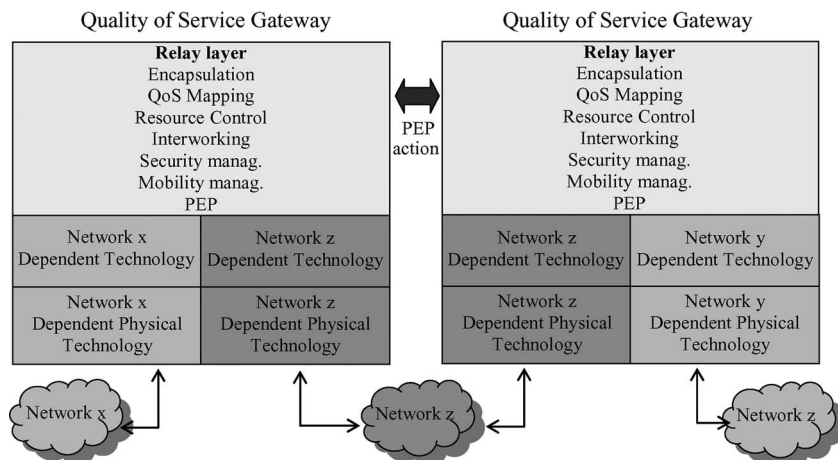 Quality of Service Gateway
Relay layer
Encapsulation
QoS Mapping
Resource Control
Interworking
Security manag.
Mobility manag.
PEP
Network x
Dependent Technology
Network z
Dependent Technology
Network x
Dependent Physical
Technology
Network z
Dependent Physical
Technology
PEP
action
Quality of Service Gateway
Relay layer
Encapsulation
QoS Mapping
Resource Control
Interworking
Security manag.
Mobility manag.
PEP
Network z
Dependent Technology
Network y
Dependent Technology
Network z
Dependent Physical
Technology
Network y
Dependent Physical
Technology
Network x
Network z
Network z